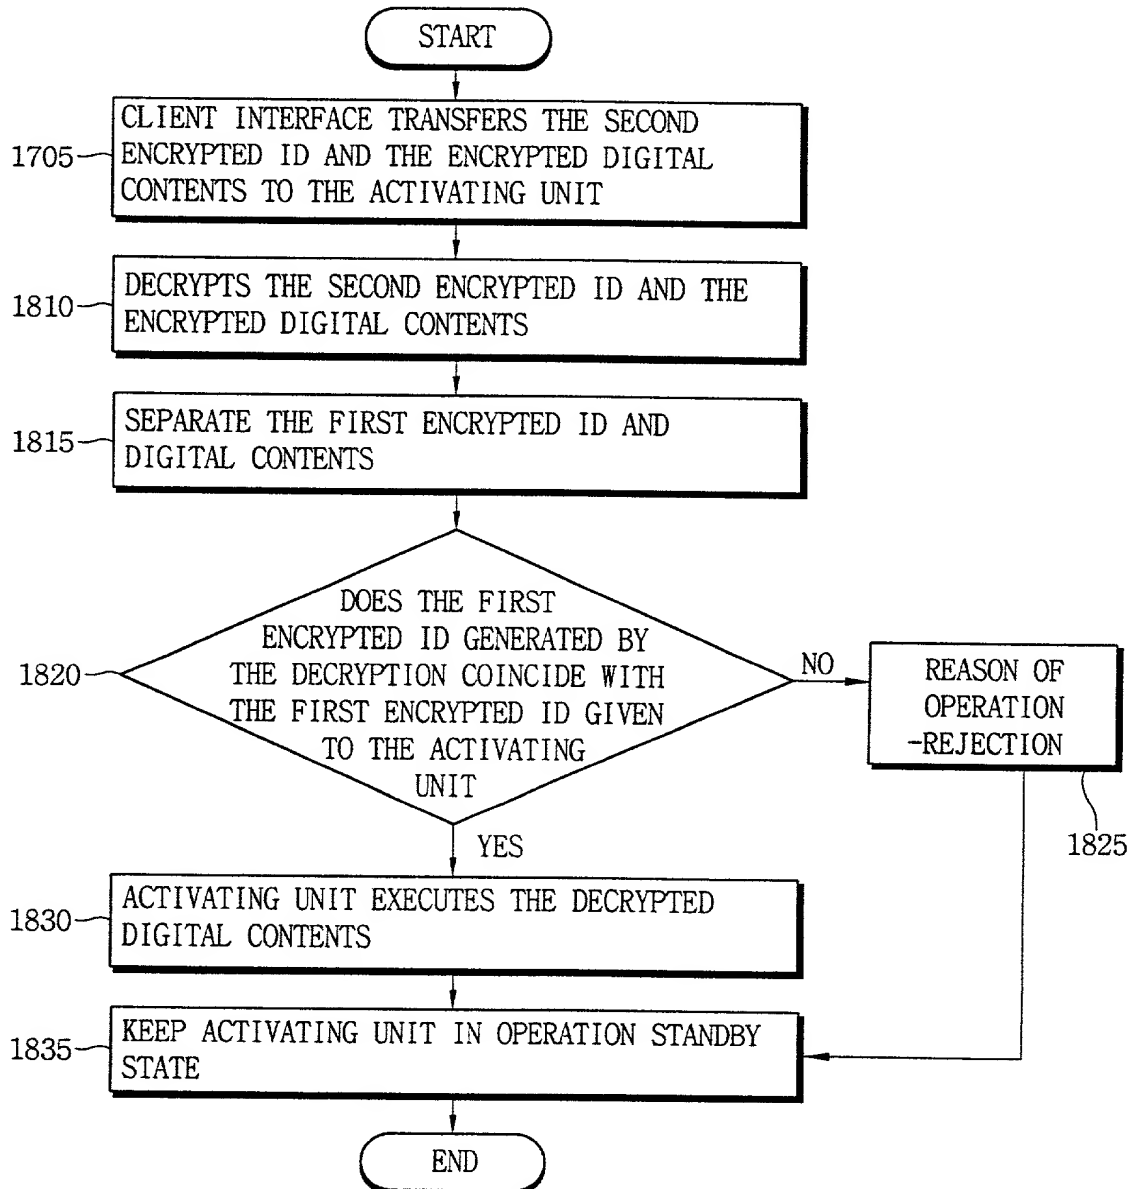 START
1705
CLIENT INTERFACE TRANSFERS THE SECOND
ENCRYPTED ID AND THE ENCRYPTED DIGITAL
CONTENTS TO THE ACTIVATING UNIT
1810
DECRYPTS THE SECOND ENCRYPTED ID AND THE
ENCRYPTED DIGITAL CONTENTS
1815
SEPARATE THE FIRST ENCRYPTED ID AND
DIGITAL CONTENTS
1820
DOES THE FIRST
ENCRYPTED ID GENERATED BY
THE DECRYPTION COINCIDE WITH
THE FIRST ENCRYPTED ID GIVEN
TO THE ACTIVATING
UNIT
NO
REASON OF
OPERATION
-REJECTION
1825
YES
1830
ACTIVATING UNIT EXECUTES THE DECRYPTED
DIGITAL CONTENTS
1835
KEEP ACTIVATING UNIT IN OPERATION STANDBY
STATE
END